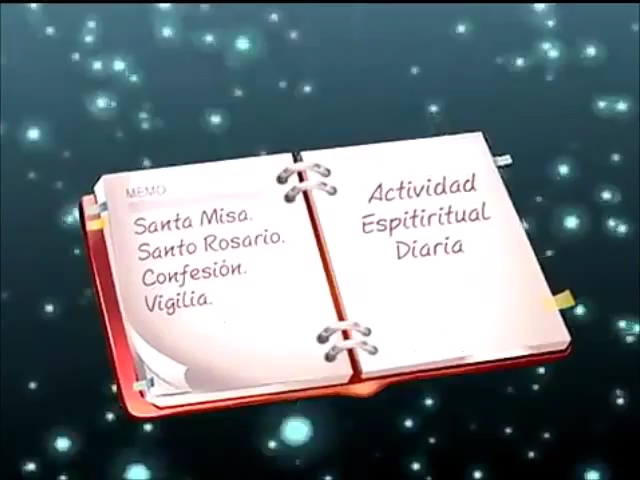 MEMO
Santa Misa.
Santo Rosario.
Confesión.
Vigilia.
Actividad
Espitiritual
Diaria